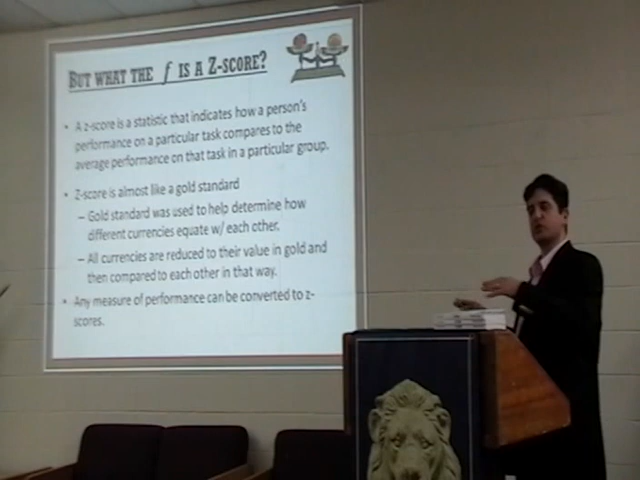 BUT WHAT THE f IS A Z-SCORE?
• A z-score is a statistic that indicates how a person's
performance on a particular task compares to the
average performance on that task in a particular group.
• Z-score is almost like a gold standard
– Gold standard was used to help determine how
different currencies equate w/ each other.
– All currencies are reduced to their value in gold and
then compared to each other in that way.
• Any measure of performance can be converted to z-
scores.